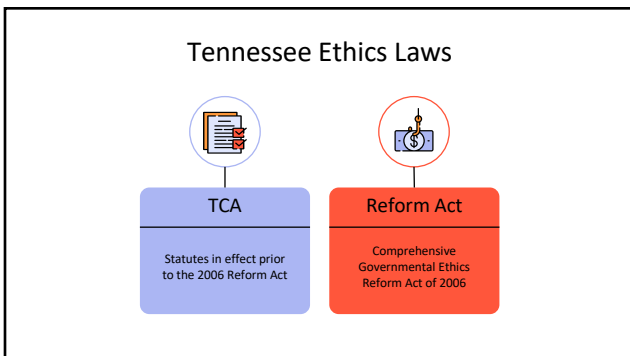 Tennessee Ethics Laws
$
TCA
Statutes in effect prior
to the 2006 Reform Act
Reform Act
Comprehensive
Governmental Ethics
Reform Act of 2006